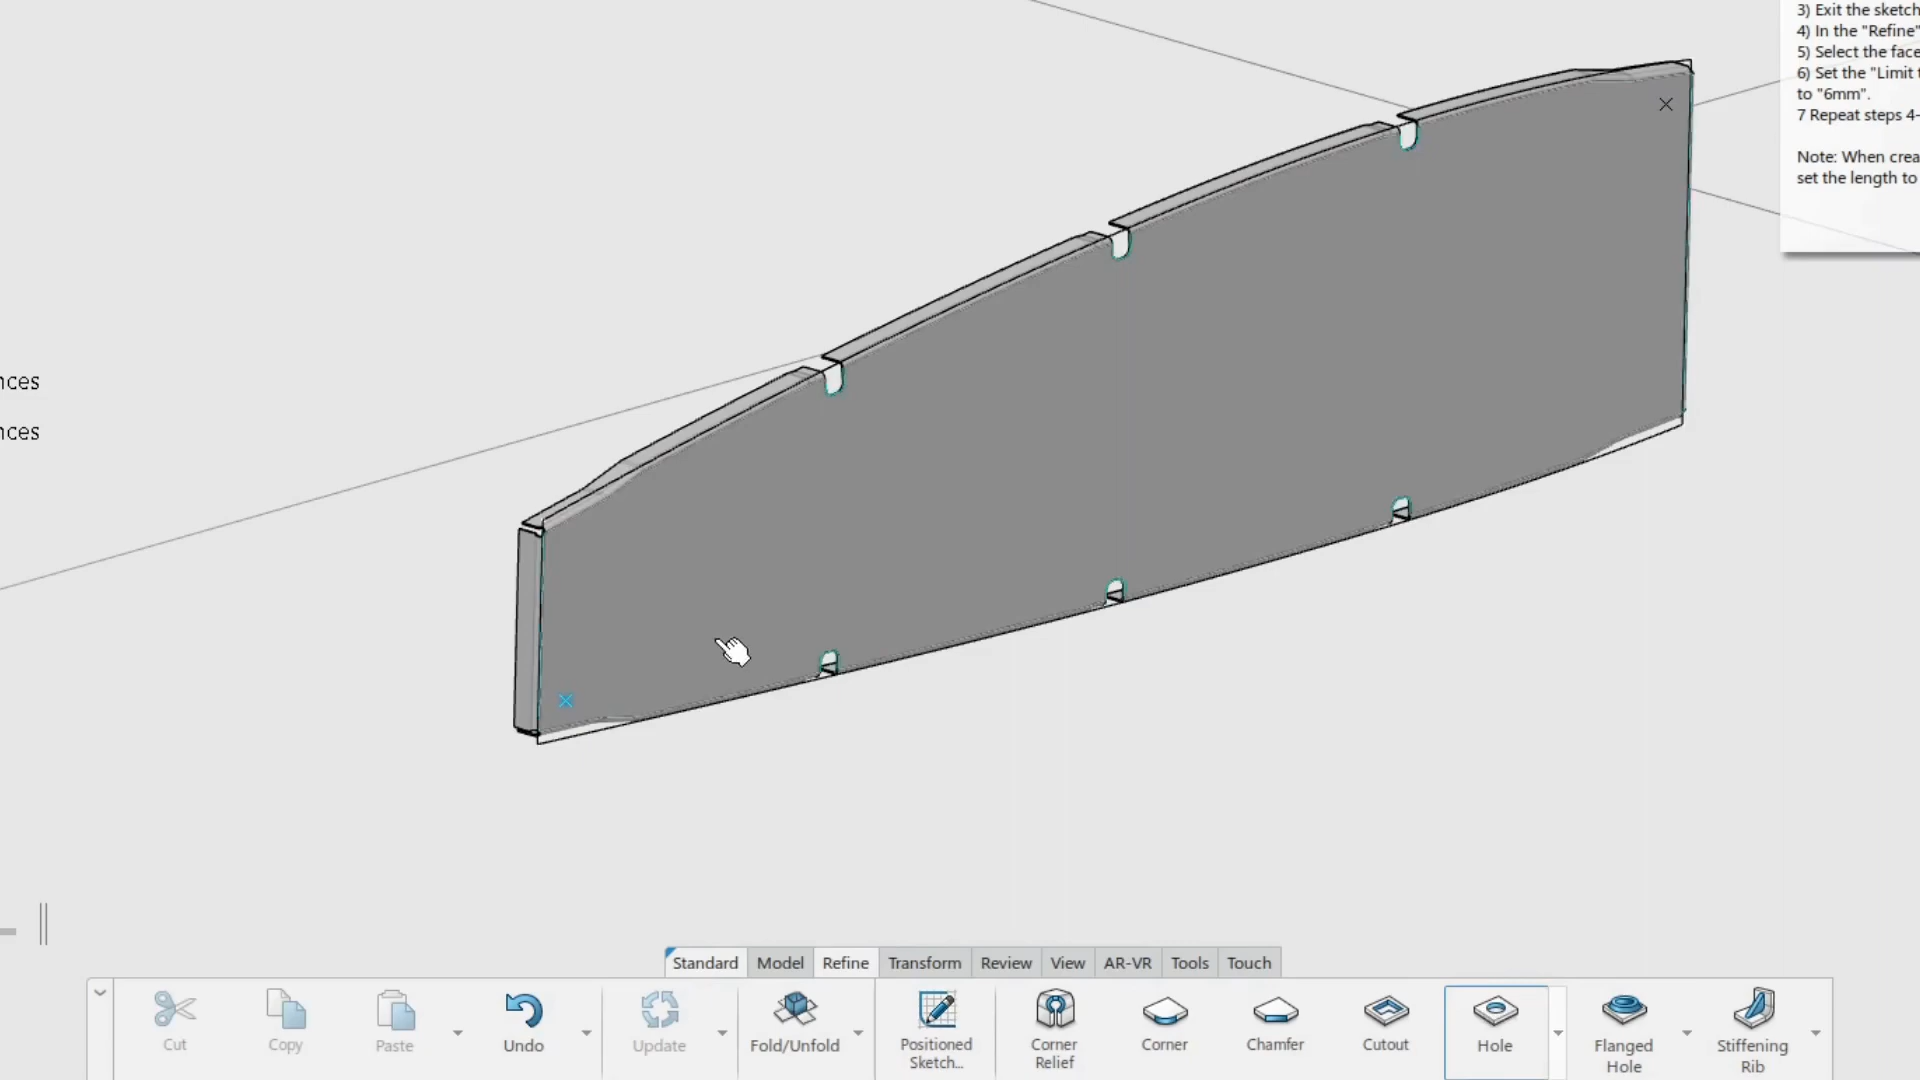 3) Exit the sketch
4) In the "Refine"
5) Select the face
6) Set the "Limit
to "6mm".
7 Repeat steps 4-
Note: When crea
set the length to
nces
nces
Standard Model Refine Transform Review View AR-VR Tools Touch
Cut Copy Paste Undo Update Fold/Unfold Positioned Sketch... Corner Relief Corner Chamfer Cutout Hole Flanged Hole Stiffening Rib